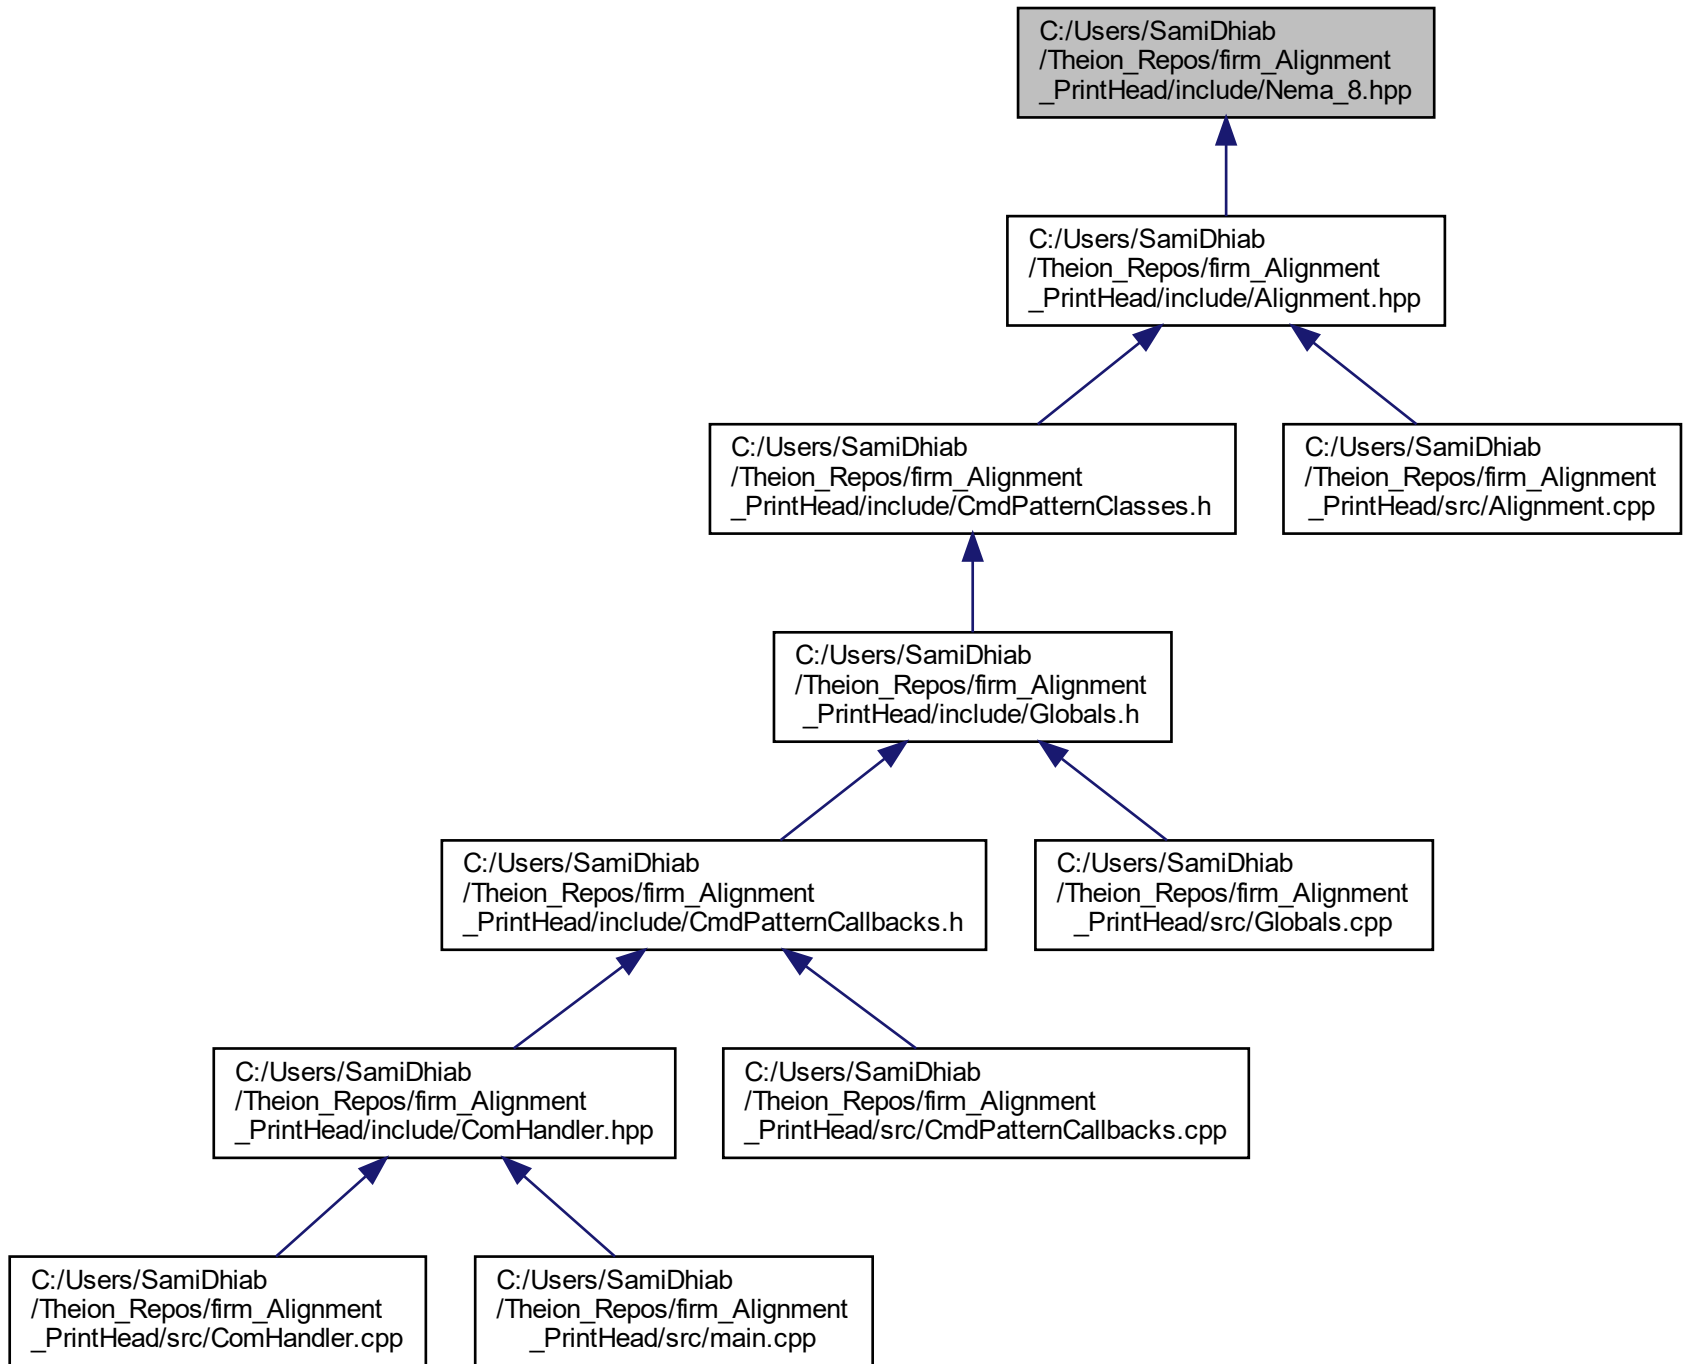 C:/Users/SamiDhiab
/Theion_Repos/firm_Alignment
_PrintHead/include/Nema_8.hpp
C:/Users/SamiDhiab
/Theion_Repos/firm_Alignment
_PrintHead/include/Alignment.hpp
C:/Users/SamiDhiab
/Theion_Repos/firm_Alignment
_PrintHead/include/CmdPatternClasses.h
C:/Users/SamiDhiab
/Theion_Repos/firm_Alignment
_PrintHead/src/Alignment.cpp
C:/Users/SamiDhiab
/Theion_Repos/firm_Alignment
_PrintHead/include/Globals.h
C:/Users/SamiDhiab
/Theion_Repos/firm_Alignment
_PrintHead/include/CmdPatternCallbacks.h
C:/Users/SamiDhiab
/Theion_Repos/firm_Alignment
_PrintHead/src/Globals.cpp
C:/Users/SamiDhiab
/Theion_Repos/firm_Alignment
_PrintHead/include/ComHandler.hpp
C:/Users/SamiDhiab
/Theion_Repos/firm_Alignment
_PrintHead/src/CmdPatternCallbacks.cpp
C:/Users/SamiDhiab
/Theion_Repos/firm_Alignment
_PrintHead/src/ComHandler.cpp
C:/Users/SamiDhiab
/Theion_Repos/firm_Alignment
_PrintHead/src/main.cpp